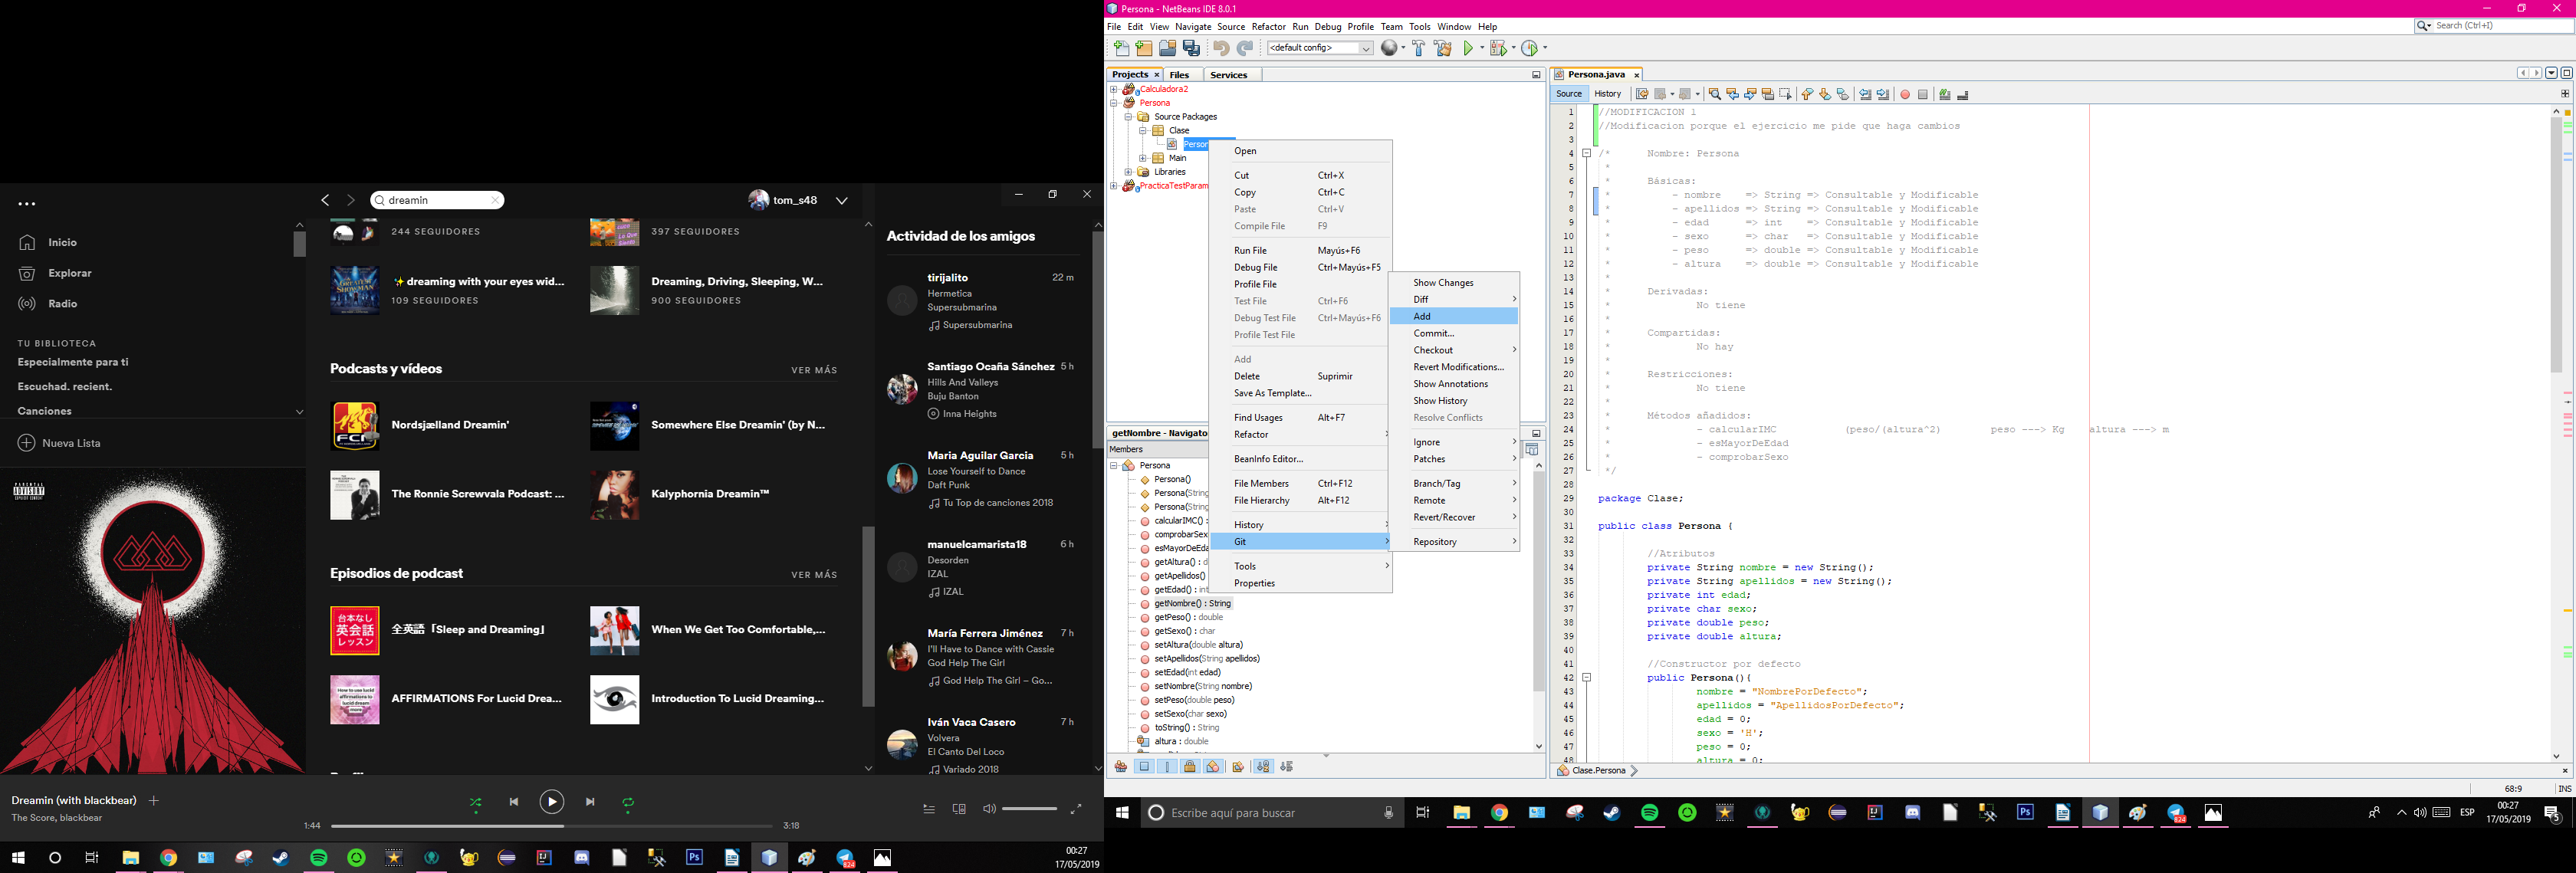 dreamin
tom_s48
Inicio
Explorar
Radio
TU BIBLIOTECA
Especialmente para ti
Escuchad. recient.
Canciones
Nueva Lista
PARENTAL
ADVISORY
244 SEGUIDORES
397 SEGUIDORES
✨dreaming with your eyes wid...
109 SEGUIDORES
Dreaming, Driving, Sleeping, W...
900 SEGUIDORES
Podcasts y vídeos
VER MÁS
Nordsjælland Dreamin'
Somewhere Else Dreamin' (by N...
The Ronnie Screwvala Podcast: ...
Kalyphornia Dreamin™
Episodios de podcast
VER MÁS
台本なし
英会話
レッスン
全英語「Sleep and Dreaming」
When We Get Too Comfortable,...
AFFIRMATIONS For Lucid Drea...
Introduction To Lucid Dreaming...
Actividad de los amigos
tirijalito 22 m
Hermetica
Supersubmarina
Supersubmarina
Santiago Ocaña Sánchez 5 h
Hills And Valleys
Buju Banton
Inna Heights
Maria Aguilar Garcia 5 h
Lose Yourself to Dance
Daft Punk
Tu Top de canciones 2018
manuelcamarista18 6 h
Desorden
IZAL
IZAL
María Ferrera Jiménez 7 h
I'll Have to Dance with Cassie
God Help The Girl
God Help The Girl – Go...
Iván Vaca Casero 7 h
Volvera
El Canto Del Loco
Variado 2018
Dreamin (with blackbear)
The Score, blackbear
1:44
3:18
00:27
17/05/2019
Persona - NetBeans IDE 8.0.1
File Edit View Navigate Source Refactor Run Debug Profile Team Tools Window Help
Search (Ctrl+I)
<default config>
Projects Files Services
Calculadora2
Persona
Source Packages
Clase
Person
Main
Libraries
PracticaTestParam
Open
Cut Ctrl+X
Copy Ctrl+C
Paste Ctrl+V
Compile File F9
Run File Mayús+F6
Debug File Ctrl+Mayús+F5
Profile File
Test File Ctrl+F6
Debug Test File Ctrl+Mayús+F6
Profile Test File
Add
Delete Suprimir
Save As Template...
Find Usages Alt+F7
Refactor
BeanInfo Editor...
File Members Ctrl+F12
File Hierarchy Alt+F12
History
Git
Tools
Properties
Show Changes
Diff
Add
Commit...
Checkout
Revert Modifications...
Show Annotations
Show History
Resolve Conflicts
Ignore
Patches
Branch/Tag
Remote
Revert/Recover
Repository
getNombre - Navigato
Members
Persona
Persona()
Persona(String
Persona(String
calcularIMC() :
comprobarSex
esMayorDeEda
getAltura() : d
getApellidos()
getEdad() : int
getNombre() : String
getPeso() : double
getSexo() : char
setAltura(double altura)
setApellidos(String apellidos)
setEdad(int edad)
setNombre(String nombre)
setPeso(double peso)
setSexo(char sexo)
toString() : String
altura : double
Persona.java
Source History
1 //MODIFICACION 1
2 //Modificacion porque el ejercicio me pide que haga cambios
3
4 /* Nombre: Persona
5 *
6 * Básicas:
7 * - nombre => String => Consultable y Modificable
8 * - apellidos => String => Consultable y Modificable
9 * - edad => int => Consultable y Modificable
10 * - sexo => char => Consultable y Modificable
11 * - peso => double => Consultable y Modificable
12 * - altura => double => Consultable y Modificable
13 *
14 * Derivadas:
15 * No tiene
16 *
17 * Compartidas:
18 * No hay
19 *
20 * Restricciones:
21 * No tiene
22 *
23 * Métodos añadidos:
24 * - calcularIMC (peso/(altura^2) peso ---> Kg altura ---> m
25 * - esMayorDeEdad
26 * - comprobarSexo
27 */
28
29 package Clase;
30
31 public class Persona {
32
33 //Atributos
34 private String nombre = new String();
35 private String apellidos = new String();
36 private int edad;
37 private char sexo;
38 private double peso;
39 private double altura;
40
41 //Constructor por defecto
42 public Persona(){
43 nombre = "NombrePorDefecto";
44 apellidos = "ApellidosPorDefecto";
45 edad = 0;
46 sexo = 'H';
47 peso = 0;
48 altura = 0;
Clase.Persona
68:9 INS
Escribe aquí para buscar
ESP
00:27
17/05/2019